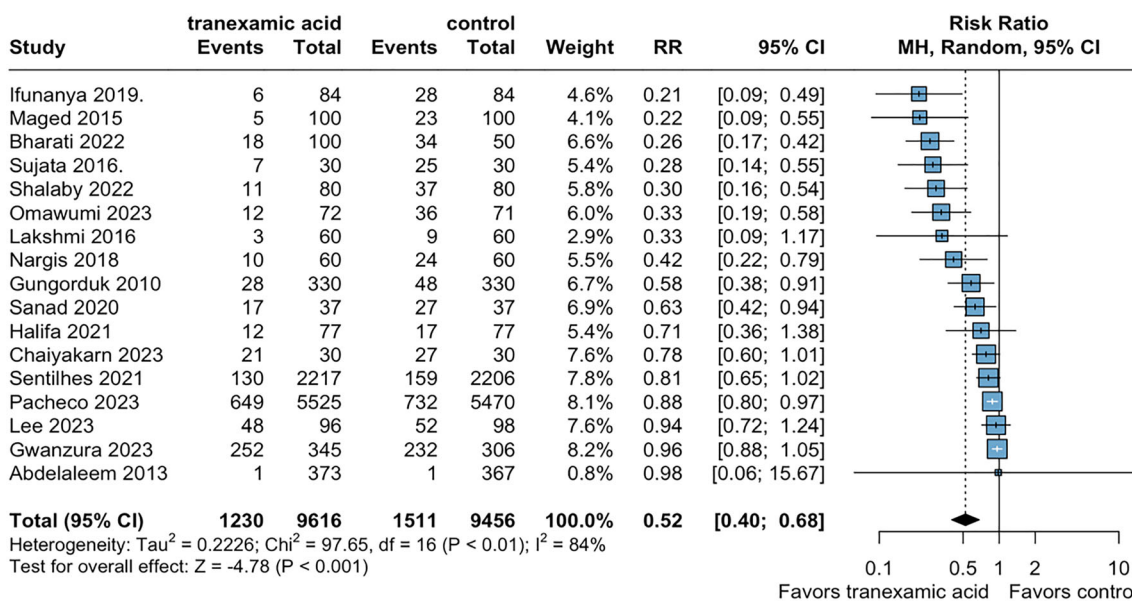 tranexamic acid control Risk Ratio
Study Events Total Events Total Weight RR 95% CI MH, Random, 95% CI
Ifunanya 2019. 6 84 28 84 4.6% 0.21 [0.09; 0.49]
Maged 2015 5 100 23 100 4.1% 0.22 [0.09; 0.55]
Bharati 2022 18 100 34 50 6.6% 0.26 [0.17; 0.42]
Sujata 2016. 7 30 25 30 5.4% 0.28 [0.14; 0.55]
Shalaby 2022 11 80 37 80 5.8% 0.30 [0.16; 0.54]
Omawumi 2023 12 72 36 71 6.0% 0.33 [0.19; 0.58]
Lakshmi 2016 3 60 9 60 2.9% 0.33 [0.09; 1.17]
Nargis 2018 10 60 24 60 5.5% 0.42 [0.22; 0.79]
Gungorduk 2010 28 330 48 330 6.7% 0.58 [0.38; 0.91]
Sanad 2020 17 37 27 37 6.9% 0.63 [0.42; 0.94]
Halifa 2021 12 77 17 77 5.4% 0.71 [0.36; 1.38]
Chaiyakarn 2023 21 30 27 30 7.6% 0.78 [0.60; 1.01]
Sentilhes 2021 130 2217 159 2206 7.8% 0.81 [0.65; 1.02]
Pacheco 2023 649 5525 732 5470 8.1% 0.88 [0.80; 0.97]
Lee 2023 48 96 52 98 7.6% 0.94 [0.72; 1.24]
Gwanzura 2023 252 345 232 306 8.2% 0.96 [0.88; 1.05]
Abdelaleem 2013 1 373 1 367 0.8% 0.98 [0.06; 15.67]
Total (95% CI) 1230 9616 1511 9456 100.0% 0.52 [0.40; 0.68]
Heterogeneity: Tau² = 0.2226; Chi² = 97.65, df = 16 (P < 0.01); I² = 84%
Test for overall effect: Z = -4.78 (P < 0.001)
0.1 0.5 1 2 10
Favors tranexamic acid Favors contro